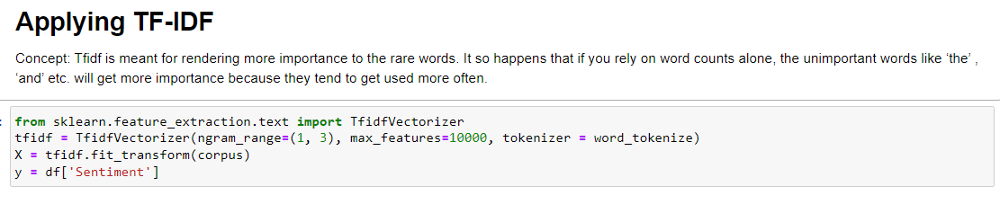 Applying TF-IDF
Concept: Tfidf is meant for rendering more importance to the rare words. It so happens that if you rely on word counts alone, the unimportant words like ‘the’ ,
‘and’ etc. will get more importance because they tend to get used more often.
:
from sklearn.feature_extraction.text import TfidfVectorizer
tfidf = TfidfVectorizer(ngram_range=(1, 3), max_features=10000, tokenizer = word_tokenize)
X = tfidf.fit_transform(corpus)
y = df['Sentiment']